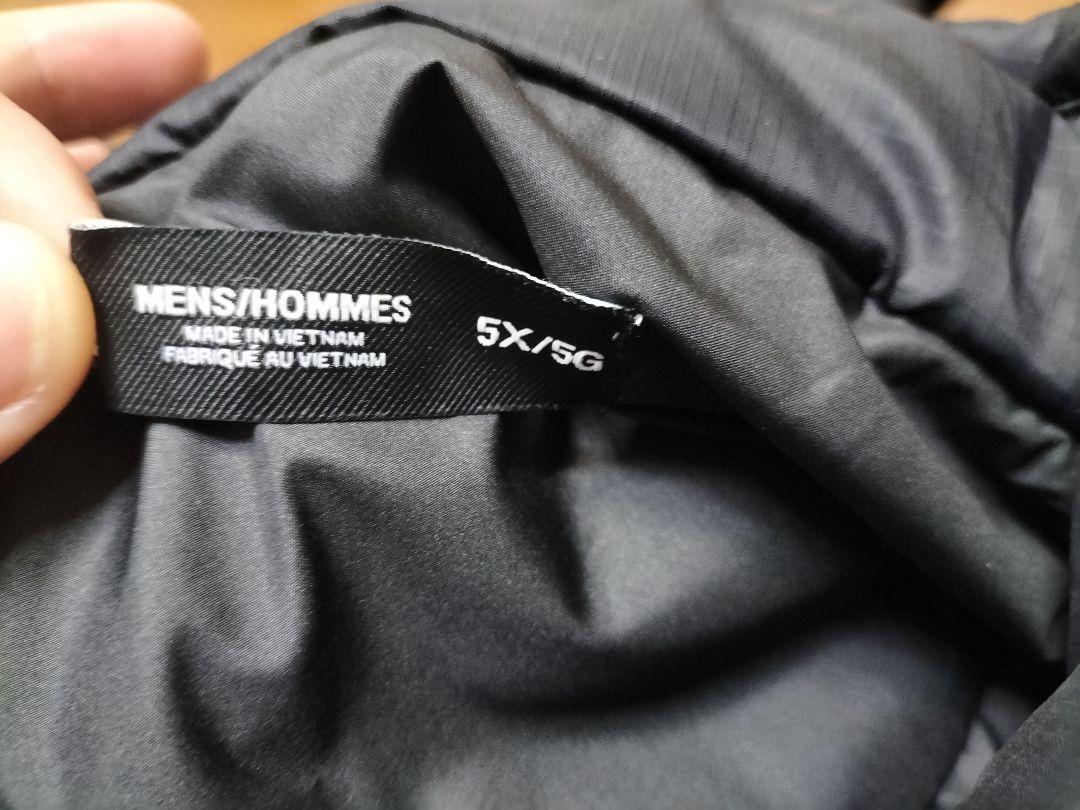 MENS/HOMMES
MADE IN VIETNAM
FABRIQUÉ AU VIETNAM
5X/5G